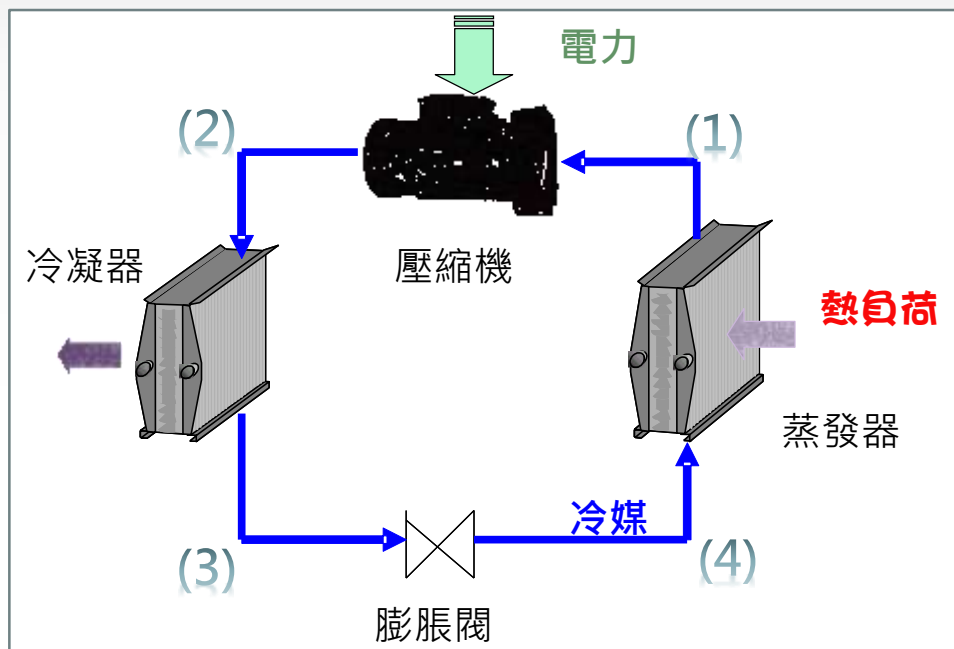 電力
(2)
(1)
冷凝器
壓縮機
熱負荷
蒸發器
冷媒
(3)
(4)
膨脹閥